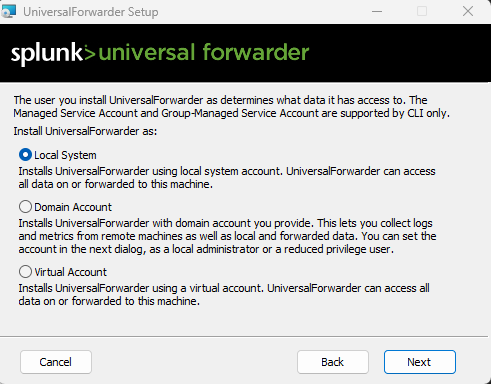 UniversalForwarder Setup
splunk>universal forwarder
The user you install UniversalForwarder as determines what data it has access to. The
Managed Service Account and Group-Managed Service Account are supported by CLI only.
Install UniversalForwarder as:
Local System
Installs UniversalForwarder using local system account. UniversalForwarder can access
all data on or forwarded to this machine.
Domain Account
Installs UniversalForwarder with domain account you provide. This lets you collect logs
and metrics from remote machines as well as local and forwarded data. You can set the
account in the next dialog, as a local administrator or a reduced privilege user.
Virtual Account
Installs UniversalForwarder using a virtual account. UniversalForwarder can access all
data on or forwarded to this machine.
Cancel
Back
Next